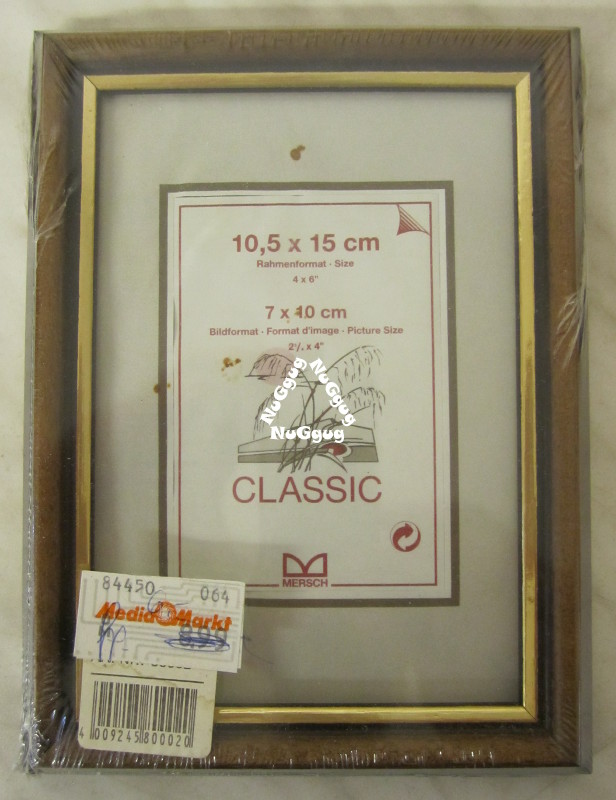 10,5 x 15 cm
Rahmenformat - Size
4 x 6"
7 x 10 cm
Bildformat - Format d'image - Picture Size
2³/₄ x 4"
NuGgug
NuGgug
NuGgug
CLASSIC
MERSCH
84450 064
Media Markt
4 009245 800020